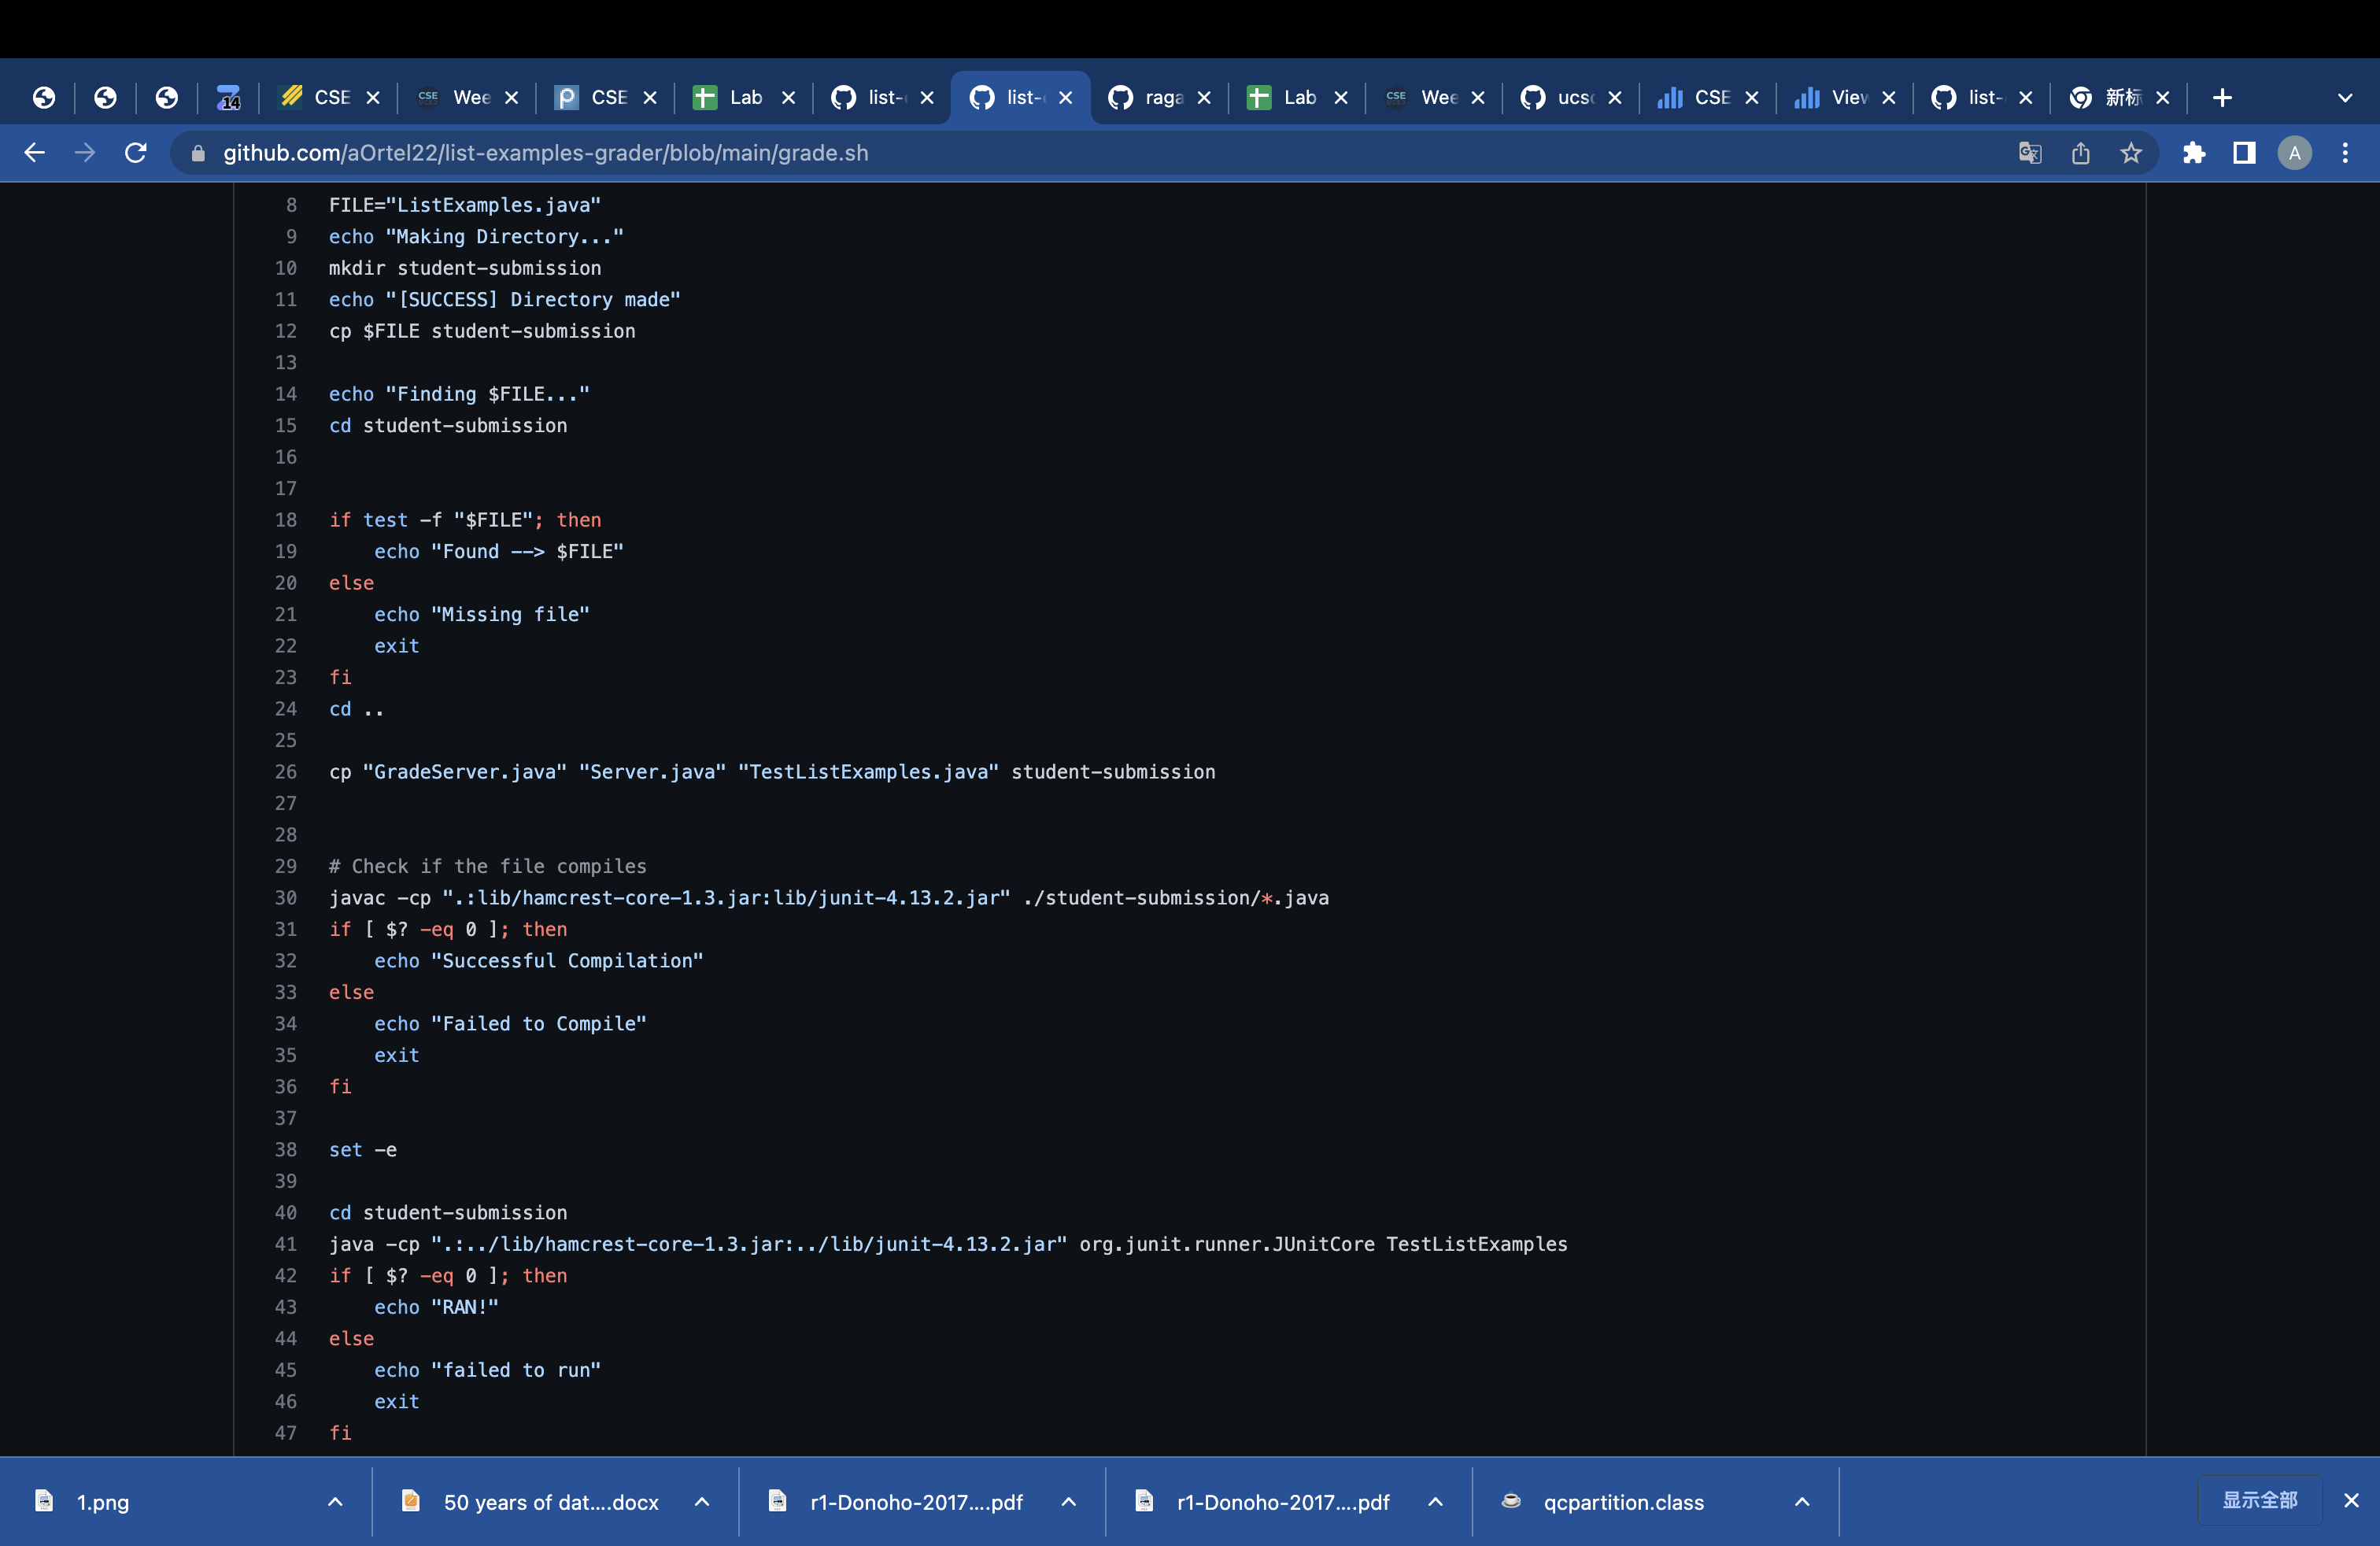 14 CSE Wee CSE Lab list- list- raga Lab Wee ucs CSE View list- 新标
github.com/aOrtel22/list-examples-grader/blob/main/grade.sh A
8 FILE="ListExamples.java"
9 echo "Making Directory..."
10 mkdir student-submission
11 echo "[SUCCESS] Directory made"
12 cp $FILE student-submission
13
14 echo "Finding $FILE..."
15 cd student-submission
16
17
18 if test -f "$FILE"; then
19 echo "Found --> $FILE"
20 else
21 echo "Missing file"
22 exit
23 fi
24 cd ..
25
26 cp "GradeServer.java" "Server.java" "TestListExamples.java" student-submission
27
28
29 # Check if the file compiles
30 javac -cp ".:lib/hamcrest-core-1.3.jar:lib/junit-4.13.2.jar" ./student-submission/*.java
31 if [ $? -eq 0 ]; then
32 echo "Successful Compilation"
33 else
34 echo "Failed to Compile"
35 exit
36 fi
37
38 set -e
39
40 cd student-submission
41 java -cp ".:../lib/hamcrest-core-1.3.jar:../lib/junit-4.13.2.jar" org.junit.runner.JUnitCore TestListExamples
42 if [ $? -eq 0 ]; then
43 echo "RAN!"
44 else
45 echo "failed to run"
46 exit
47 fi
1.png 50 years of dat....docx r1-Donoho-2017....pdf r1-Donoho-2017....pdf qcpartition.class 显示全部